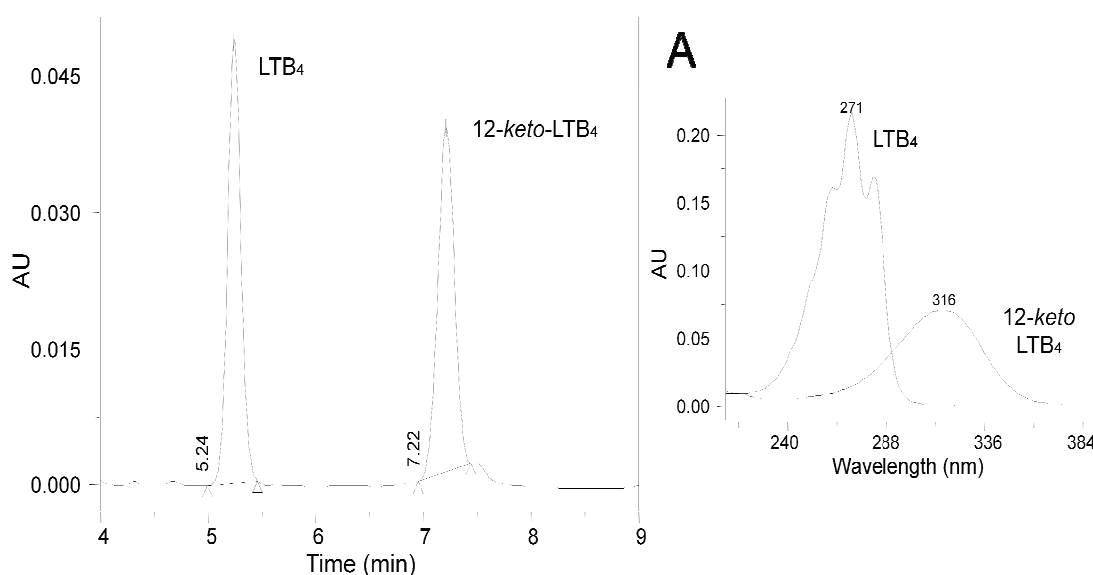 0.045
0.030
0.015
0.000
AU
LTB4
12-keto-LTB4
5.24
7.22
4 5 6 7 8 9
Time (min)
A
0.20
0.15
0.10
0.05
0.00
AU
271
LTB4
316
12-keto
LTB4
240 288 336 384
Wavelength (nm)